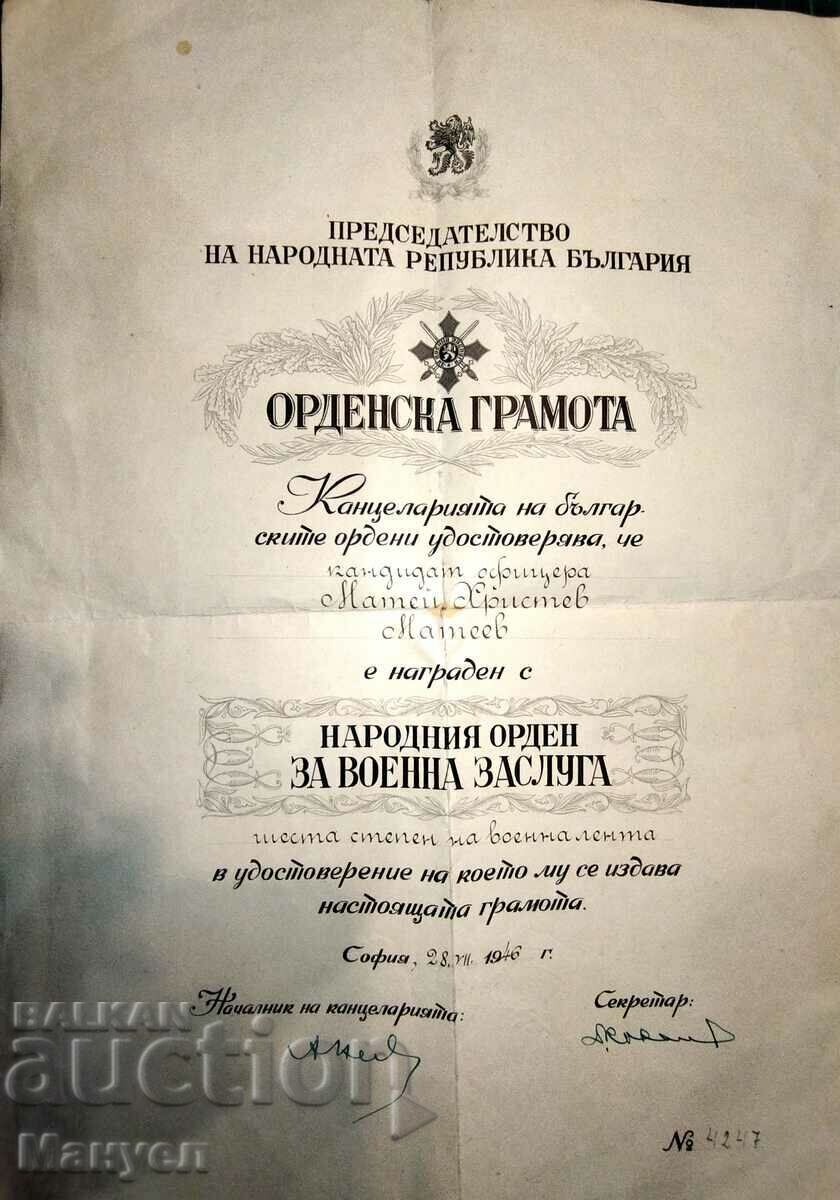 ПРЕДСЕДАТЕЛСТВО
НА НАРОДНАТА РЕПУБЛИКА БЪЛГАРИЯ
ОРДЕНСКА ГРАМОТА
Канцеларията на българ-
ските ордени удостоверява, че
кандидат офицера
Матей Христев
Матеев
е награден с
НАРОДНИЯ ОРДЕН
ЗА ВОЕННА ЗАСЛУГА
шеста степен на военна лента
в удостоверение на което му се издава
настоящата грамота.
София, 28.VII. 1946 г.
Началник на канцеларията:
Секретар:
№ 4247
BALKAN
auction
Мануел